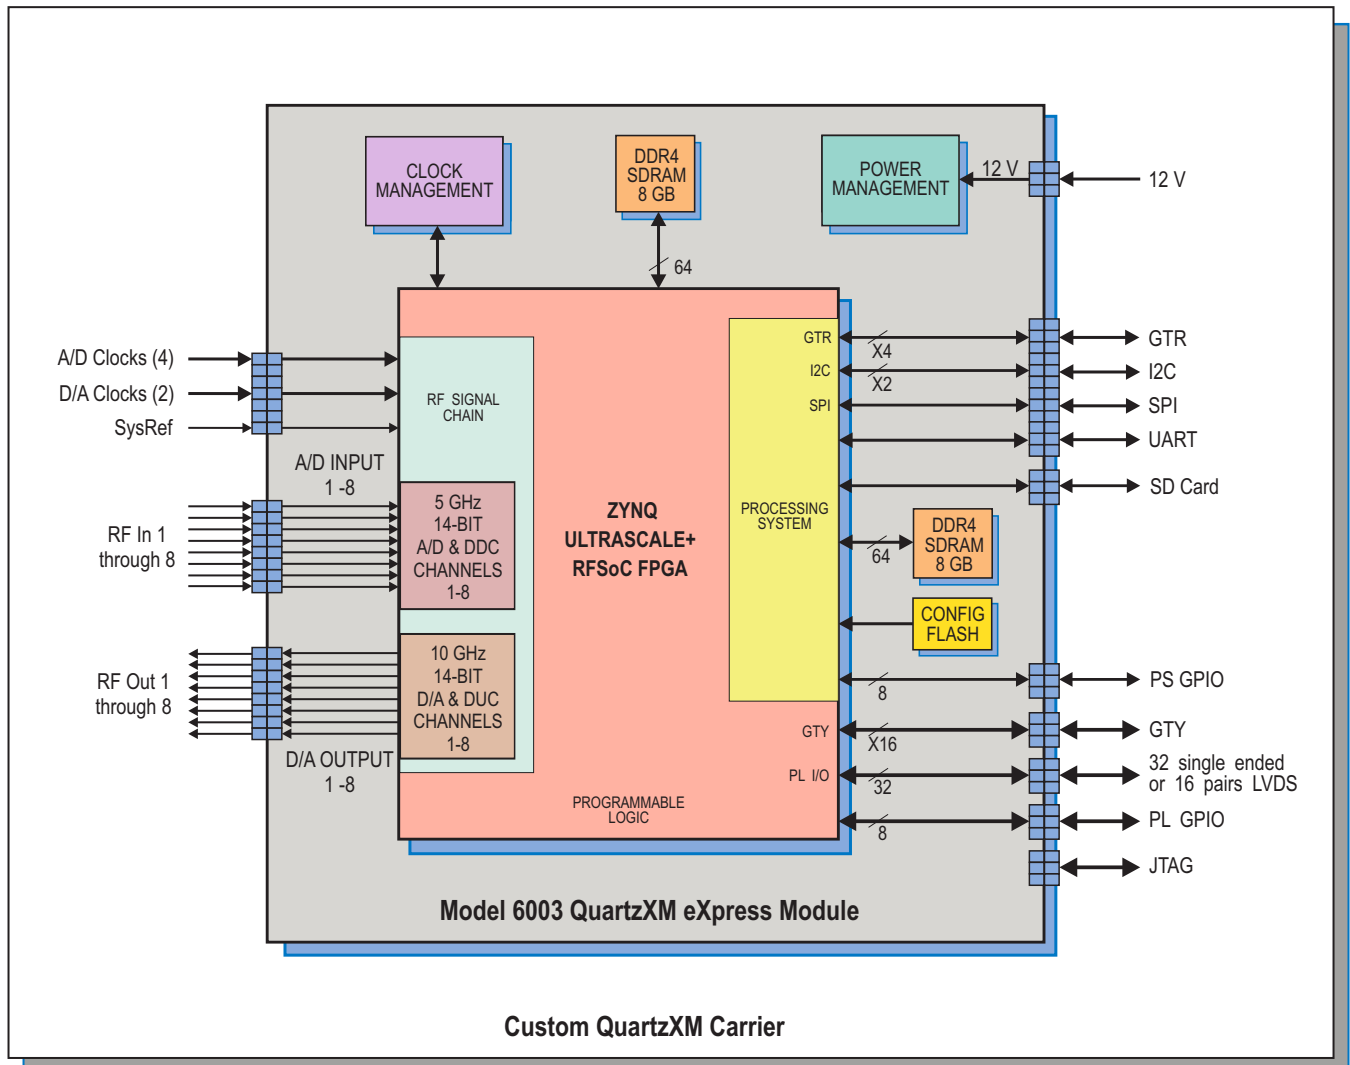 CLOCK
MANAGEMENT
DDR4
SDRAM
8 GB
POWER
MANAGEMENT
12 V
12 V
64
A/D Clocks (4)
D/A Clocks (2)
SysRef
A/D INPUT
1 -8
RF In 1
through 8
RF Out 1
through 8
D/A OUTPUT
1 -8
RF SIGNAL
CHAIN
5 GHz
14-BIT
A/D & DDC
CHANNELS
1-8
10 GHz
14-BIT
D/A & DUC
CHANNELS
1-8
ZYNQ
ULTRASCALE+
RFSoC FPGA
PROGRAMMABLE
LOGIC
PROCESSING
SYSTEM
GTR
X4
GTR
I2C
X2
I2C
SPI
SPI
UART
SD Card
64
DDR4
SDRAM
8 GB
CONFIG
FLASH
8
PS GPIO
GTY
X16
GTY
PL I/O
32
32 single ended
or 16 pairs LVDS
8
PL GPIO
JTAG
Model 6003 QuartzXM eXpress Module
Custom QuartzXM Carrier